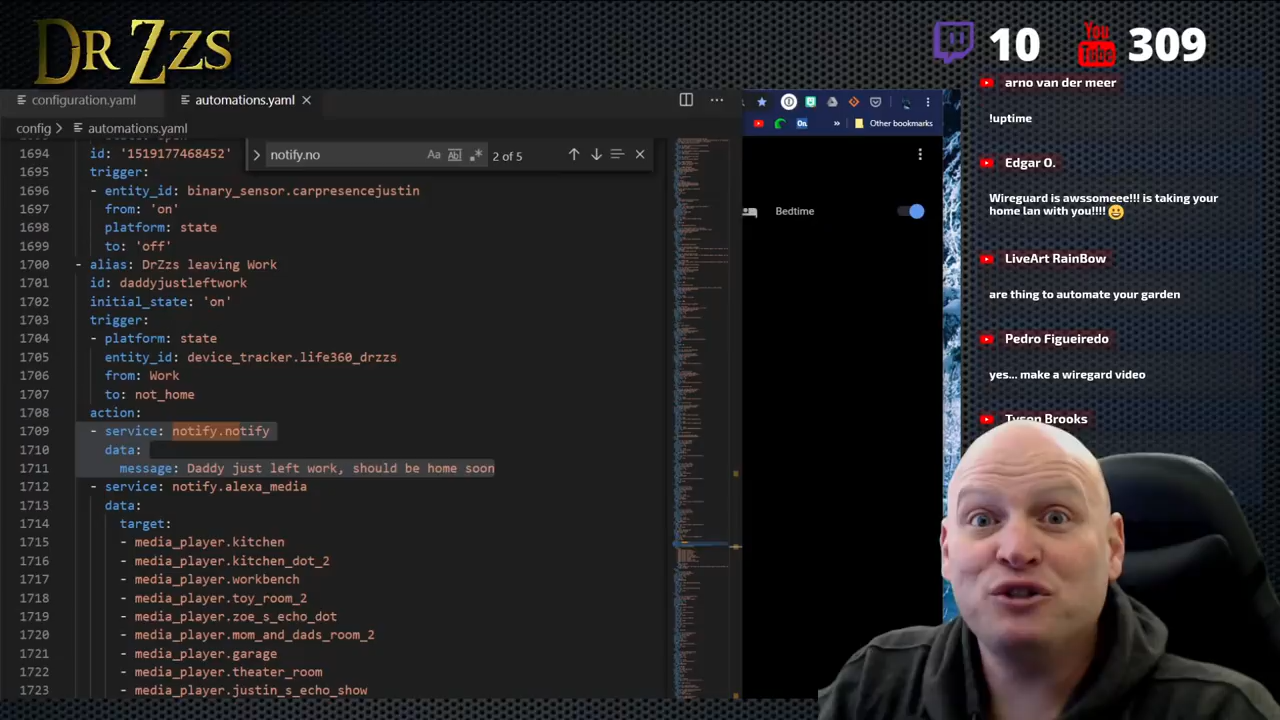 DR ZZS
10
You Tube
309
configuration.yaml
automations.yaml
config > automations.yaml
notify.no
Aa
Ab
2 of 5
1694 id: '1519177468452'
1695 trigger:
1696 - entity_id: binary_sensor.carpresencejustin
1697 from: 'on'
1698 platform: state
1699 to: 'off'
1700 - alias: DrZzs leaving Work
1701 id: daddyjustleftwork
1702 initial_state: 'on'
1703 trigger:
1704 - platform: state
1705 entity_id: device_tracker.life360_drzzs
1706 from: Work
1707 to: not_home
1708 action:
1709 - service: notify.notify
1710 data:
1711 message: Daddy just left work, should be home soon
1712 - service: notify.alexa_media
1713 data:
1714 target:
1715 - media_player.kitchen
1716 - media_player.kitchen_dot_2
1717 - media_player.workbench
1718 - media_player.toy_room_2
1719 - media_player.zoe_s_echo_dot
1720 - media_player.mom_and_dads_room_2
1721 - media_player.garage
1722 - media_player.theater_room
1723 - media_player.justin_s_echo_show
On.
»
Other bookmarks
Bedtime
arno van der meer
!uptime
Edgar O.
Wireguard is awssomeee!!! is taking your
home lan with you!!!!
LiveArt RainBow
are thing to automate your garden
Pedro Figueiredo
yes... make a wiregard video
Tyson Brooks